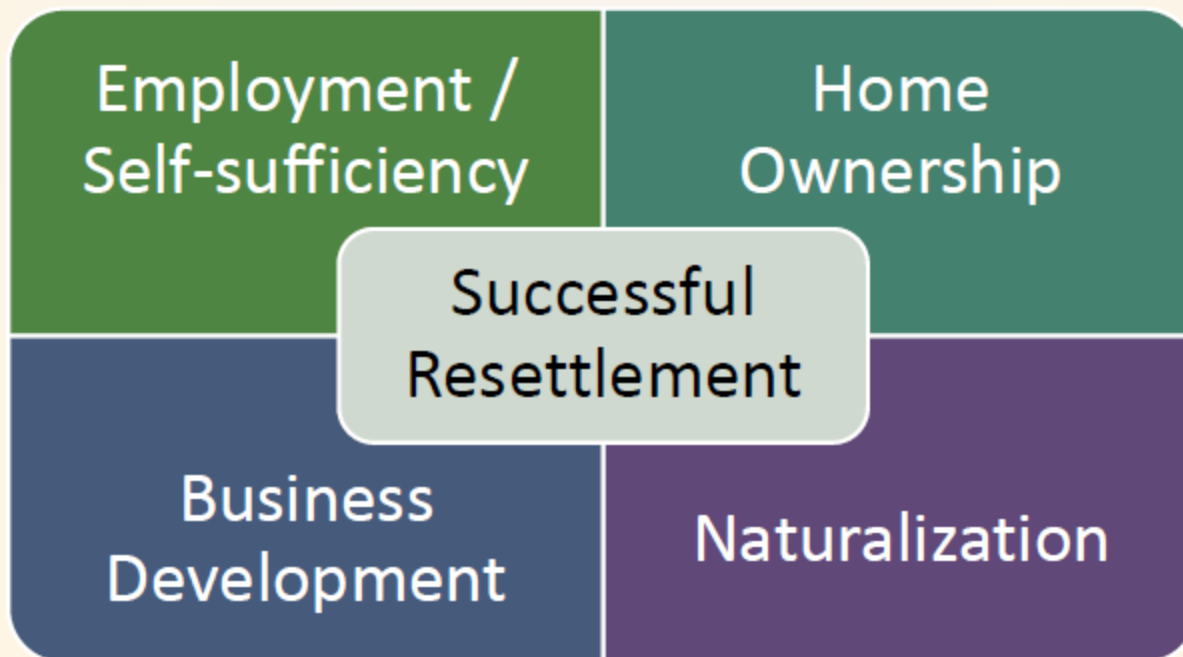 Employment /
Self-sufficiency
Home
Ownership
Successful
Resettlement
Business
Development
Naturalization